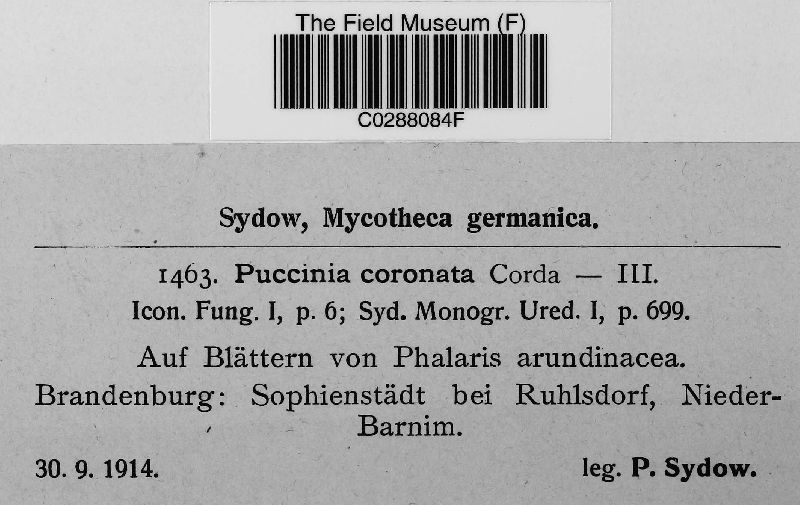 The Field Museum (F)
C0288084F
Sydow, Mycotheca germanica.
1463. Puccinia coronata Corda — III.
Icon. Fung. I, p. 6; Syd. Monogr. Ured. I, p. 699.
Auf Blättern von Phalaris arundinacea.
Brandenburg: Sophienstädt bei Ruhlsdorf, Nieder-
Barnim.
30. 9. 1914. leg. P. Sydow.